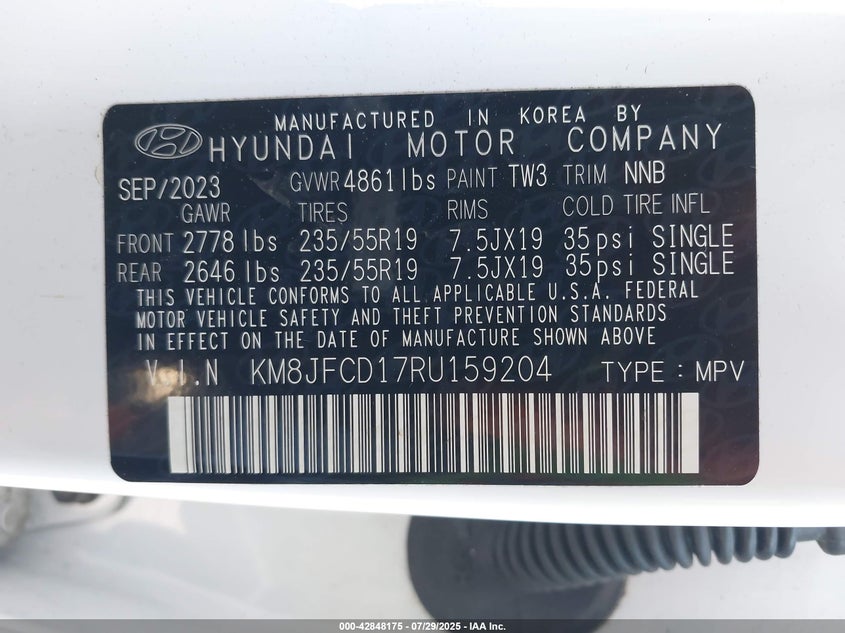 MANUFACTURED IN KOREA BY
HYUNDAI MOTOR COMPANY
SEP/2023 GVWR 4861lbs PAINT TW3 TRIM NNB
GAWR TIRES RIMS COLD TIRE INFL
FRONT 2778 lbs 235/55R19 7.5JX19 35psi SINGLE
REAR 2646 lbs 235/55R19 7.5JX19 35psi SINGLE
THIS VEHICLE CONFORMS TO ALL APPLICABLE U.S.A. FEDERAL
MOTOR VEHICLE SAFETY AND THEFT PREVENTION STANDARDS
IN EFFECT ON THE DATE OF MANUFACTURE SHOWN ABOVE
V.I.N KM8JFCD17RU159204 TYPE : MPV
000-42848175 - 07/29/2025 - IAA Inc.